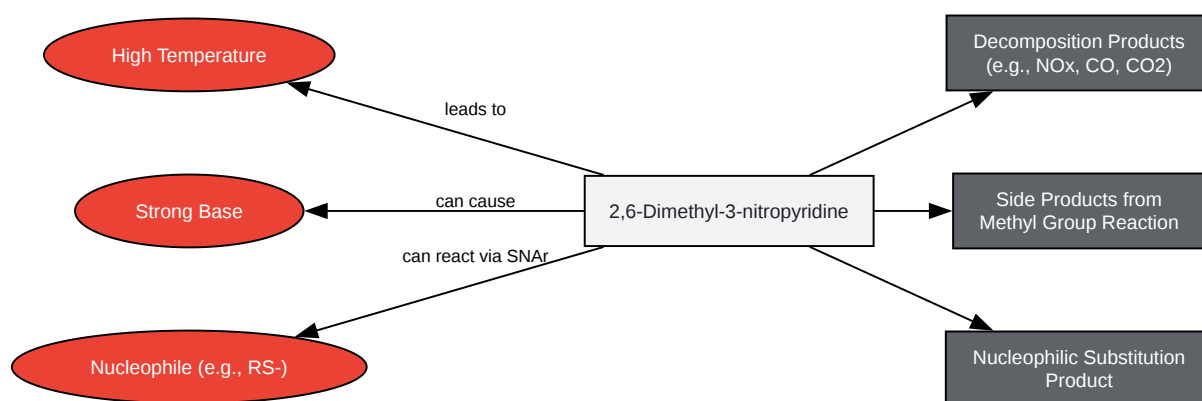 High Temperature
Decomposition Products
(e.g., NOx, CO, CO2)
leads to
Strong Base
can cause
2,6-Dimethyl-3-nitropyridine
Side Products from
Methyl Group Reaction
can react via SNAr
Nucleophile (e.g., RS-)
Nucleophilic Substitution
Product